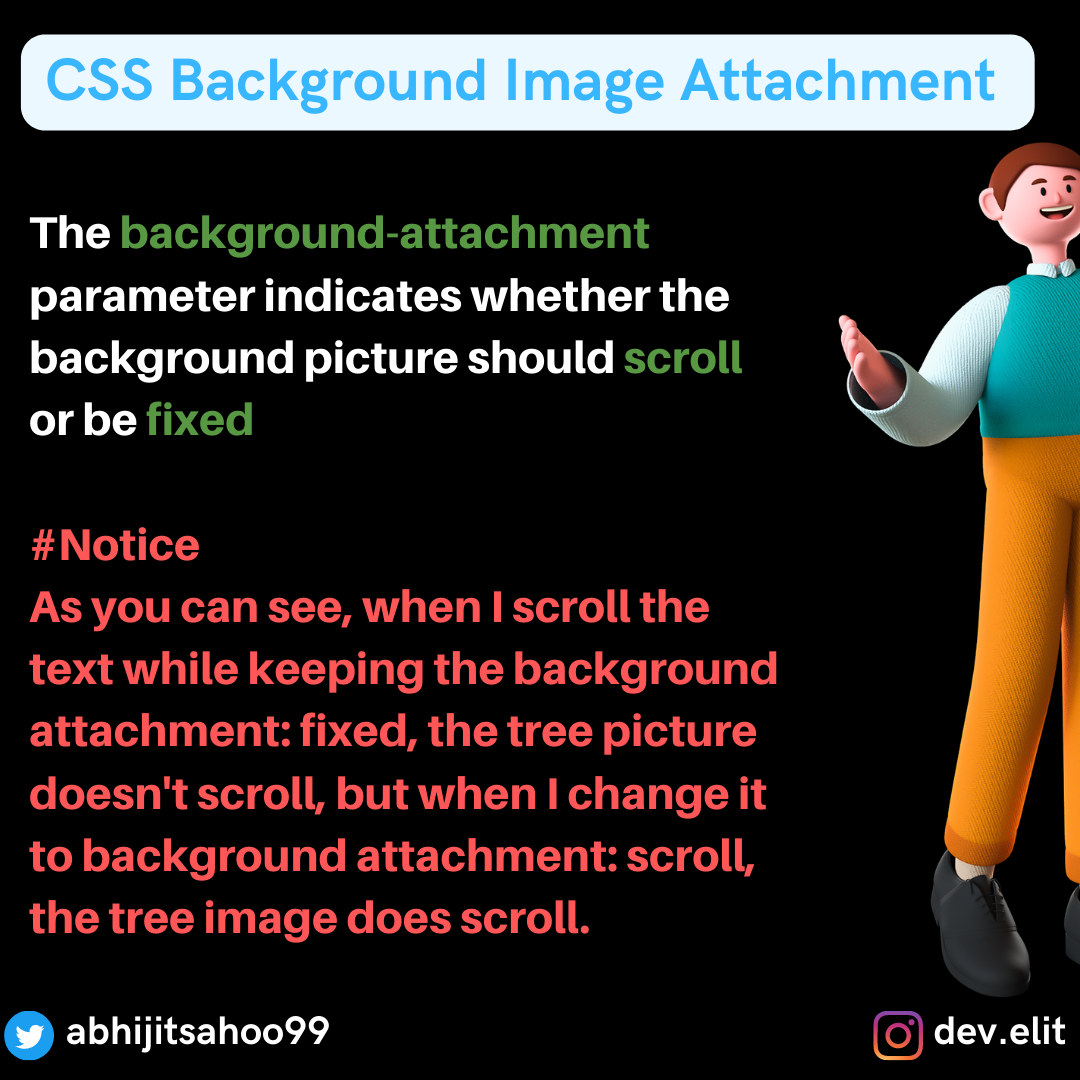 CSS Background Image Attachment
The background-attachment
parameter indicates whether the
background picture should scroll
or be fixed
#Notice
As you can see, when I scroll the
text while keeping the background
attachment: fixed, the tree picture
doesn't scroll, but when I change it
to background attachment: scroll,
the tree image does scroll.
abhijitsahoo99
dev.elit